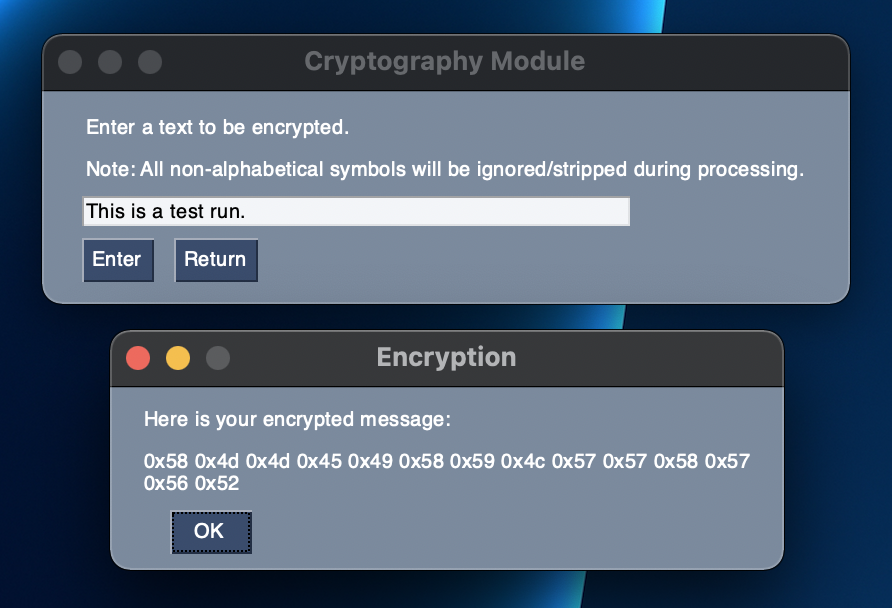 Cryptography Module
Enter a text to be encrypted.
Note: All non-alphabetical symbols will be ignored/stripped during processing.
This is a test run.
Enter Return
Encryption
Here is your encrypted message:
0x58 0x4d 0x4d 0x45 0x49 0x58 0x59 0x4c 0x57 0x57 0x58 0x57
0x56 0x52
OK